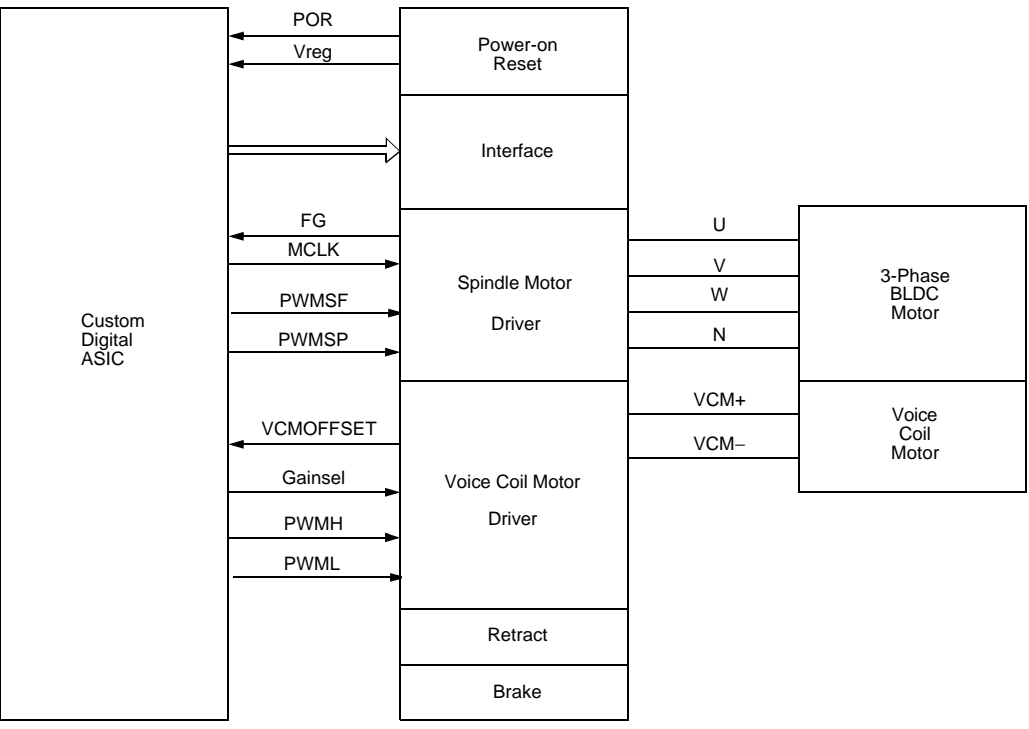 POR
Vreg
Power-on
Reset
Interface
FG
MCLK
PWMSF
PWMSP
Spindle Motor
Driver
U
V
W
N
3-Phase
BLDC
Motor
Custom
Digital
ASIC
VCMOFFSET
Gainsel
PWMH
PWML
Voice Coil Motor
Driver
VCM+
VCM−
Voice
Coil
Motor
Retract
Brake